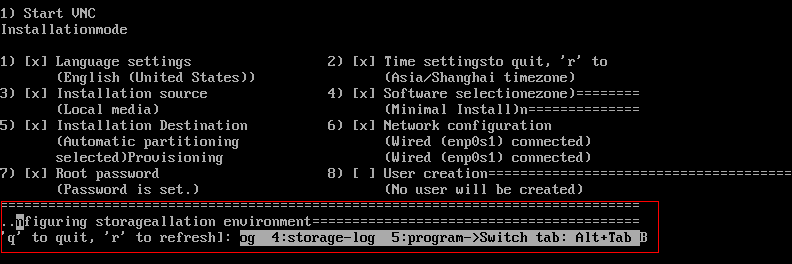 1) Start VNC
Installationmode
1) [x] Language settings 2) [x] Time settingsto quit, 'r' to
(English (United States)) (Asia/Shanghai timezone)
3) [x] Installation source 4) [x] Software selectionezone)========
(Local media) (Minimal Install)n==============
5) [x] Installation Destination 6) [x] Network configuration
(Automatic partitioning (Wired (enp0s1) connected)
selected)Provisioning (Wired (enp0s1) connected)
7) [x] Root password 8) [ ] User creation======================================
(Password is set.) (No user will be created)
================================================================================
..nfiguring storageallation environment=========================================
'q' to quit, 'r' to refresh]: og 4:storage-log 5:program->Switch tab: Alt+Tab B